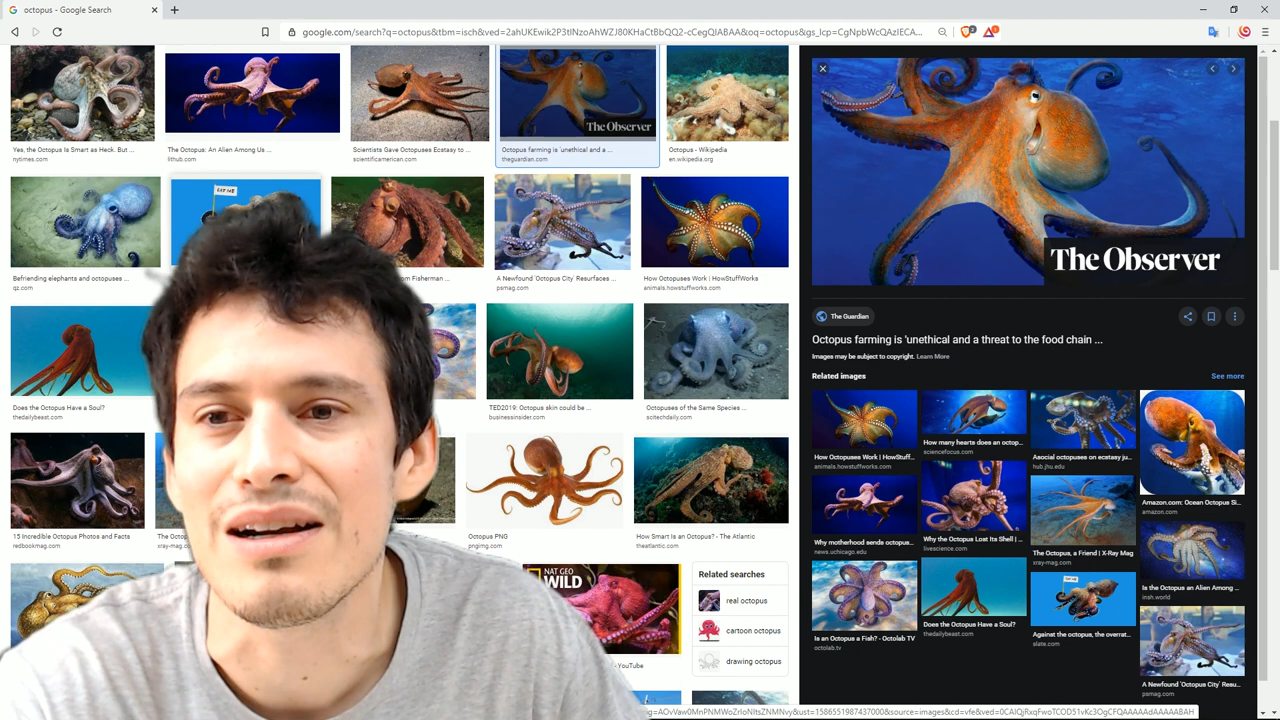 octopus - Google Search
google.com/search?q=octopus&tbm=isch&ved=2ahUKEwik2P3tlNzoAhWZJ80KHaCtBbQQ2-cCegQIABAA&oq=octopus&gs_lcp=CgNpbWcQAzIECA...
The Observer
Yes, the Octopus Is Smart as Heck. But ...
nytimes.com
The Octopus: An Alien Among Us ...
lithub.com
Scientists Gave Octopuses Ecstasy to ...
scientificamerican.com
Octopus farming is 'unethical and a ...
theguardian.com
Octopus - Wikipedia
en.wikipedia.org
Befriending elephants and octopuses ...
qz.com
om Fisherman ...
A Newfound 'Octopus City' Resurfaces ...
psmag.com
How Octopuses Work | HowStuffWorks
animals.howstuffworks.com
Does the Octopus Have a Soul?
thedailybeast.com
TED2019: Octopus skin could be ...
businessinsider.com
Octopuses of the Same Species ...
scitechdaily.com
15 Incredible Octopus Photos and Facts
redbookmag.com
The Octop
xray-mag.co
Octopus PNG
pngimg.com
How Smart Is an Octopus? - The Atlantic
theatlantic.com
NAT GEO
WILD
- YouTube
Related searches
real octopus
cartoon octopus
drawing octopus
The Observer
The Guardian
Octopus farming is 'unethical and a threat to the food chain ...
Images may be subject to copyright. Learn More
Related images
See more
How Octopuses Work | HowStuff...
animals.howstuffworks.com
How many hearts does an octop...
sciencefocus.com
Asocial octopuses on ecstasy ju...
hub.jhu.edu
Amazon.com: Ocean Octopus Si...
amazon.com
Why motherhood sends octopus...
news.uchicago.edu
Why the Octopus Lost Its Shell | ...
livescience.com
The Octopus, a Friend | X-Ray Mag
xray-mag.com
Is the Octopus an Alien Among ...
insh.world
Is an Octopus a Fish? - Octolab TV
octolab.tv
Does the Octopus Have a Soul?
thedailybeast.com
Against the octopus, the overrat...
slate.com
A Newfound 'Octopus City' Resu...
psmag.com